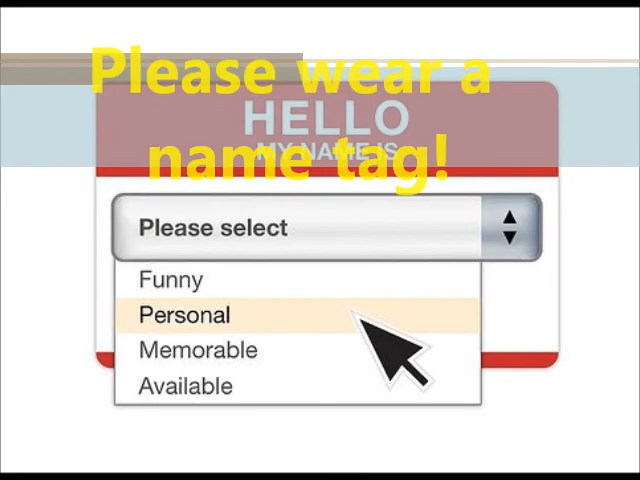 Please wear a
HELLO
name tag!
MY NAME IS
Please select
Funny
Personal
Memorable
Available